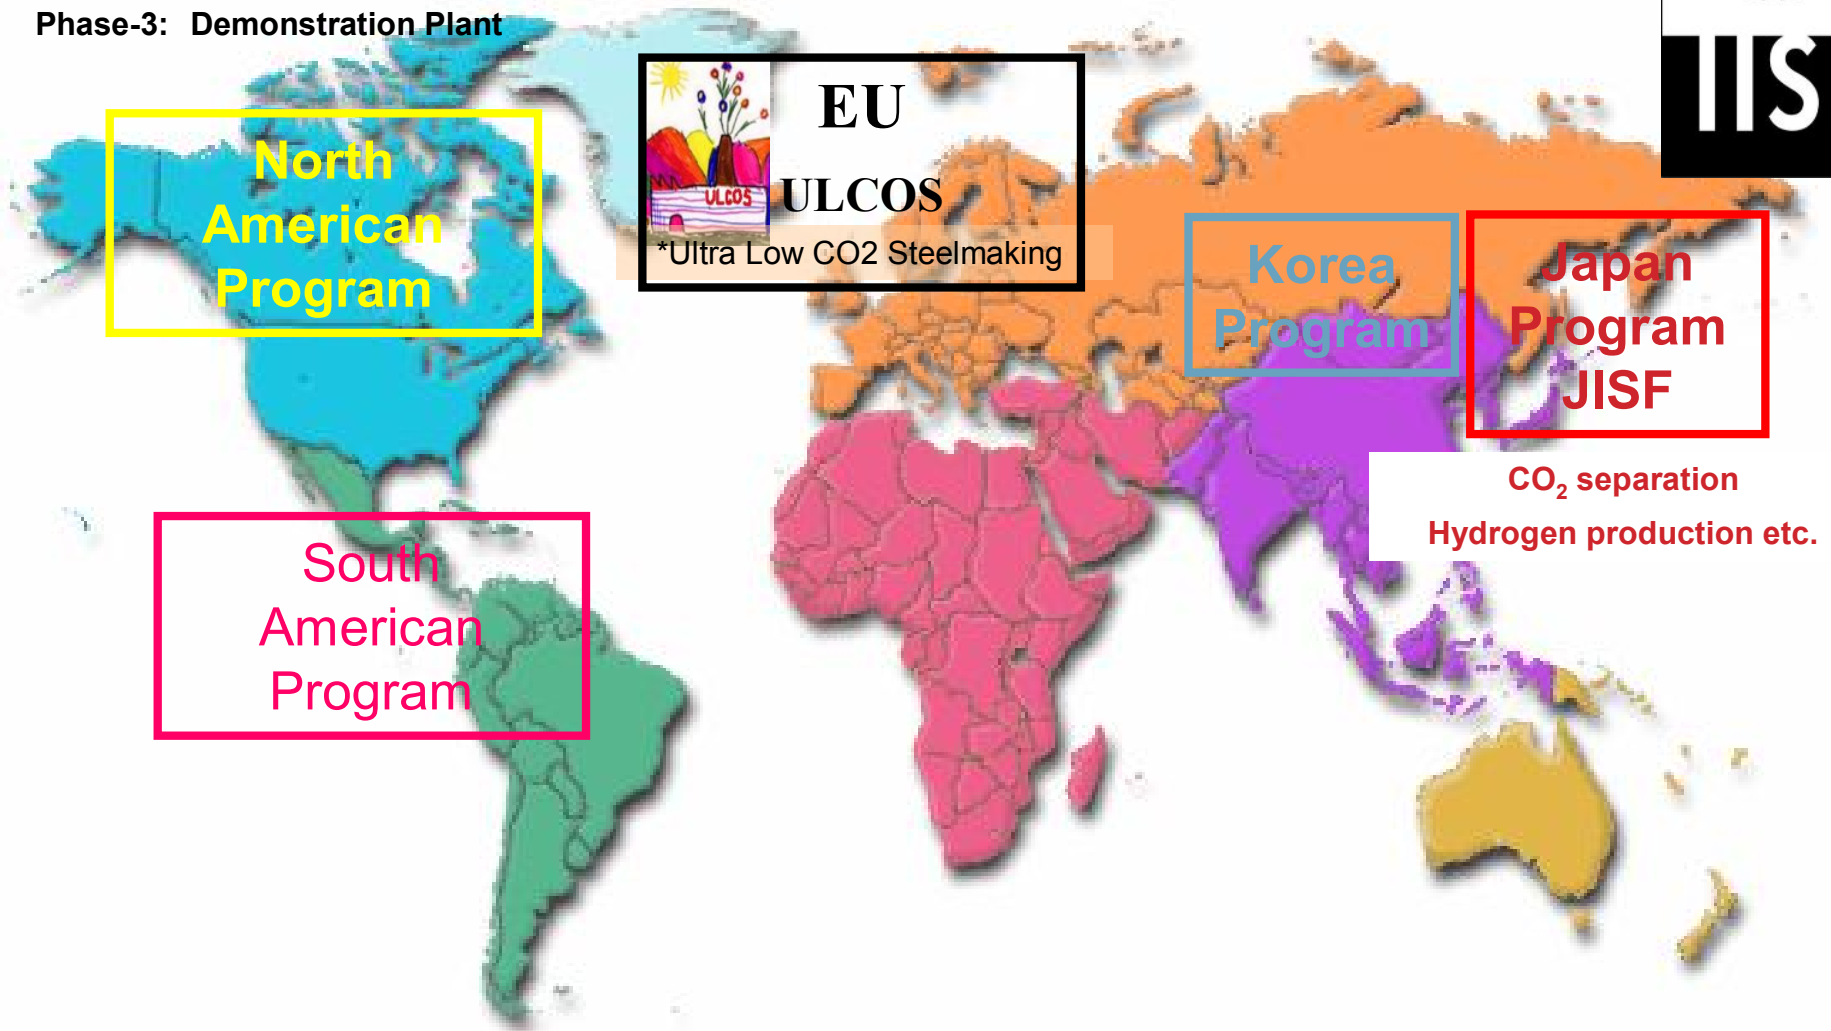 Phase-3: Demonstration Plant
IIS
EU
ULCOS
ULCOS
*Ultra Low CO2 Steelmaking
North
American
Program
Korea
Program
Japan
Program
JISF
CO₂ separation
Hydrogen production etc.
South
American
Program